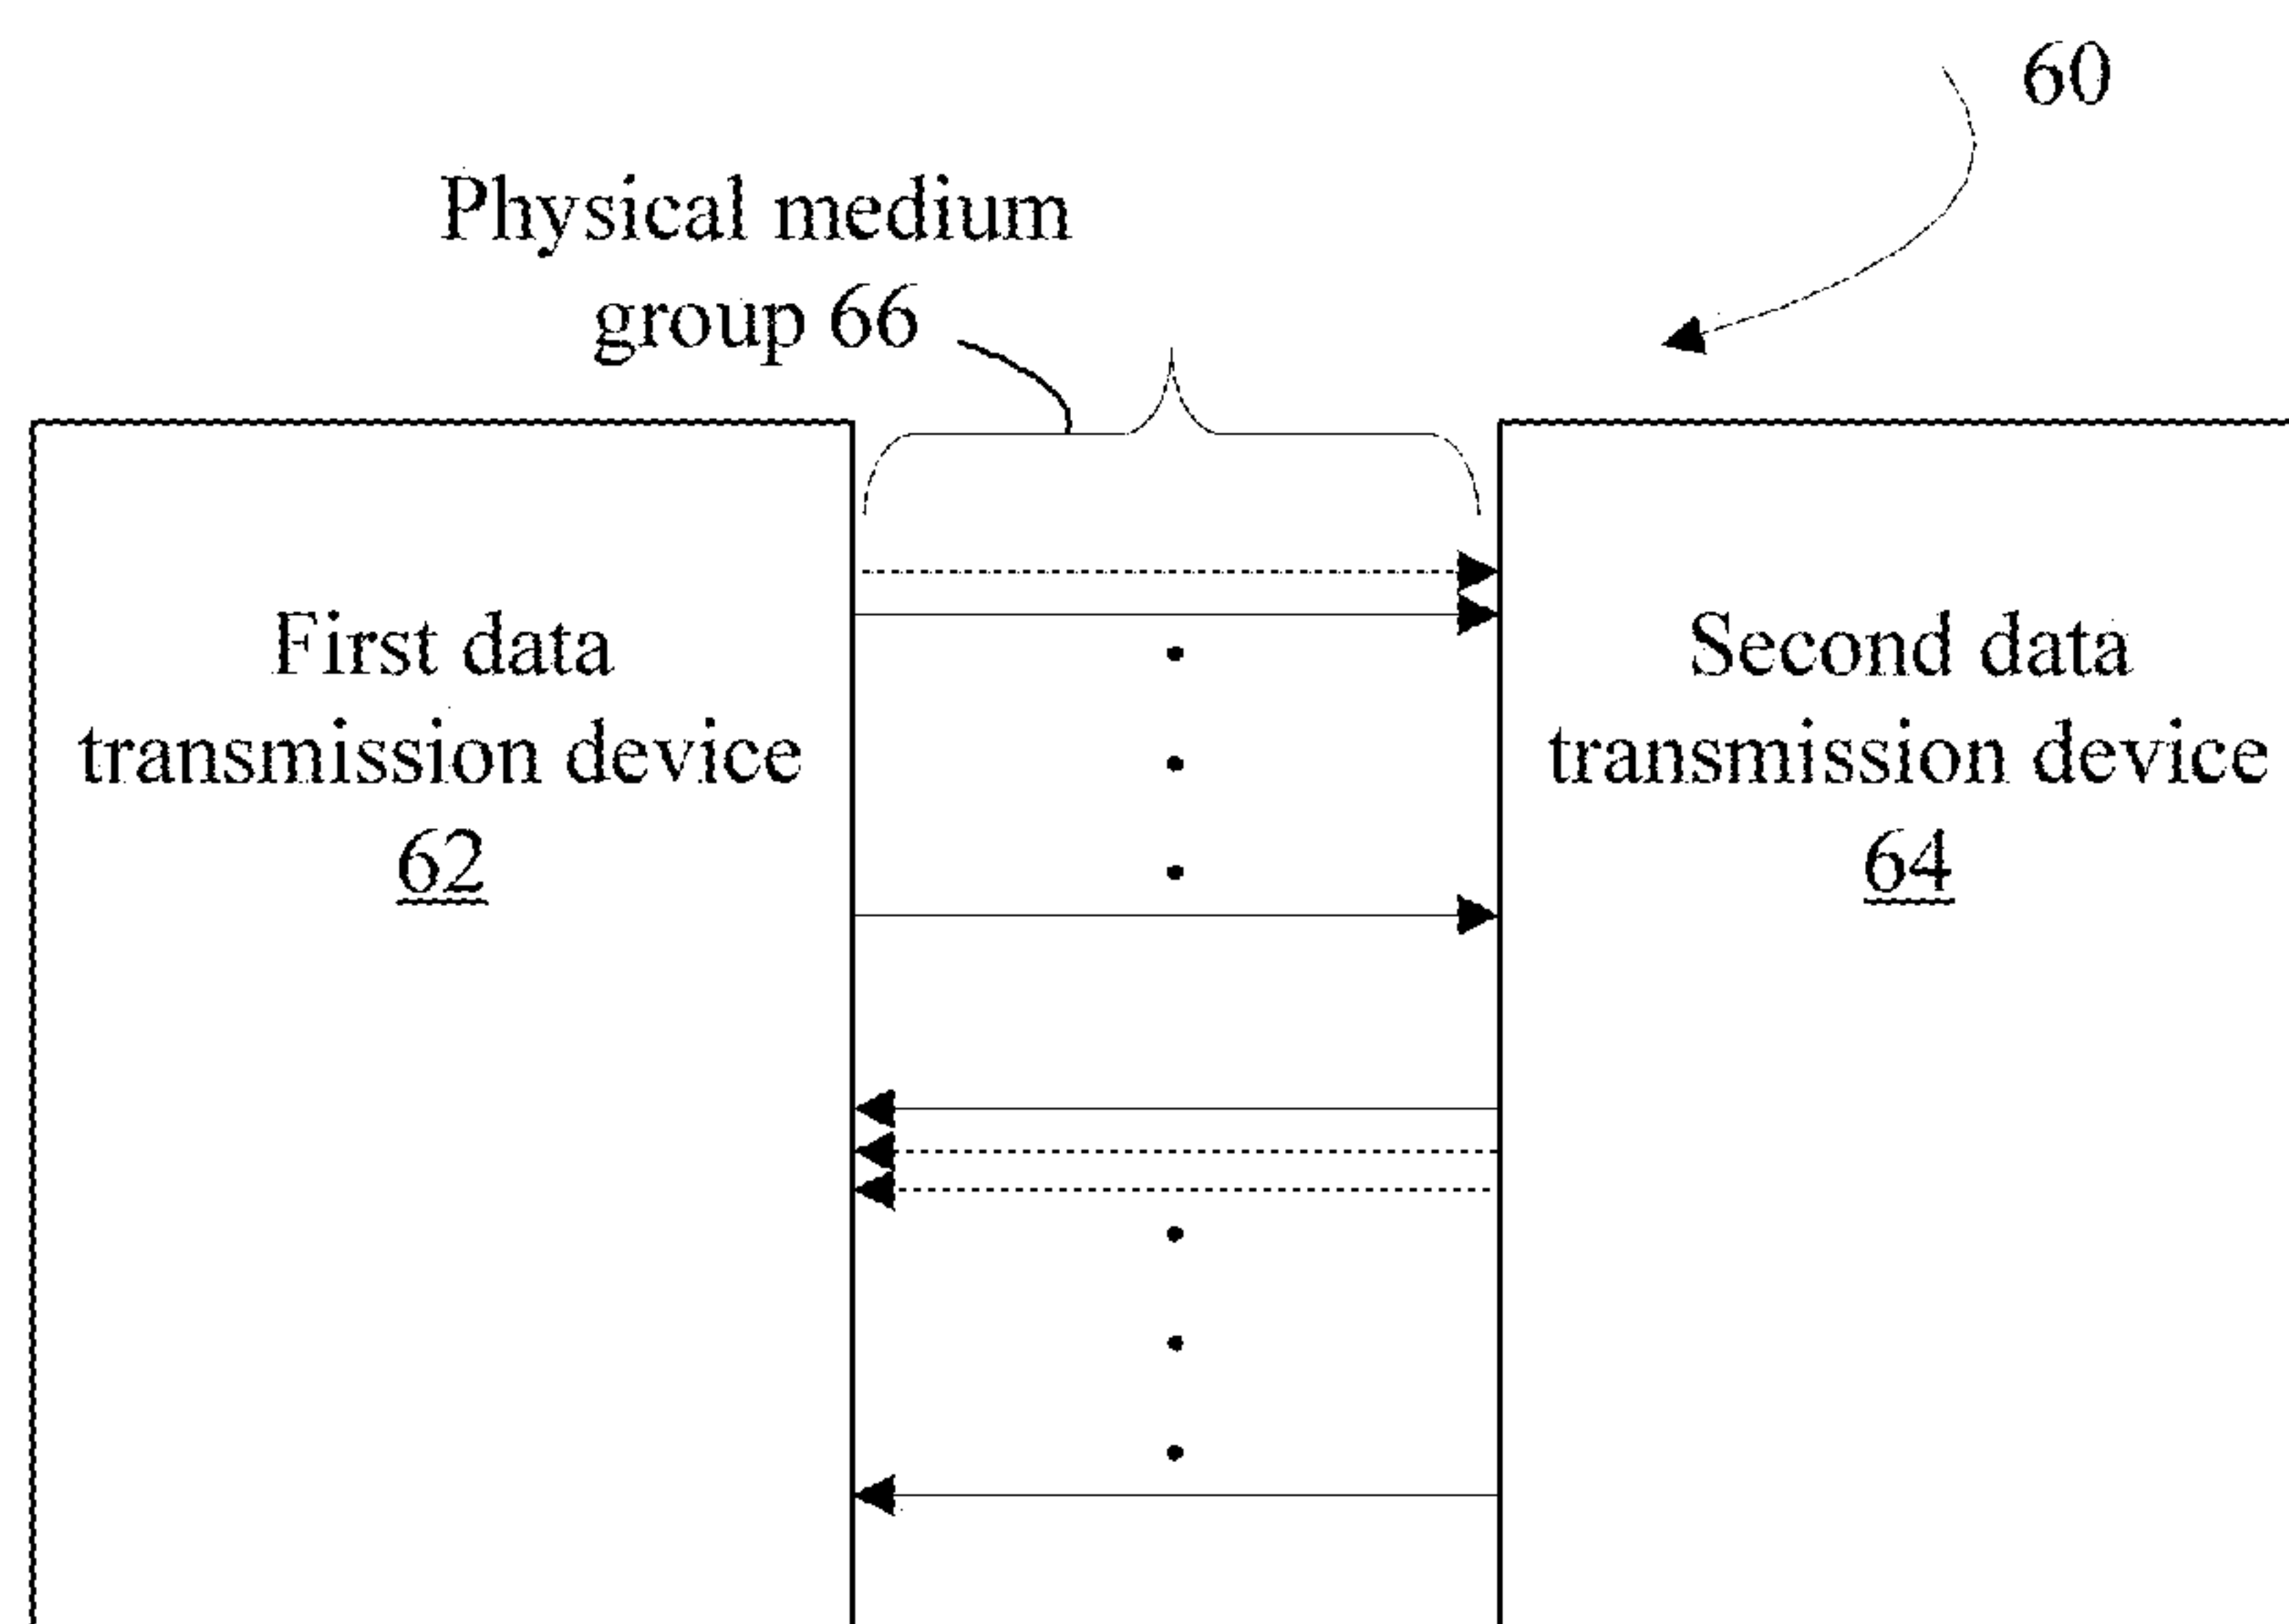 60
Physical medium
group 66
First data
transmission device
62
Second data
transmission device
64